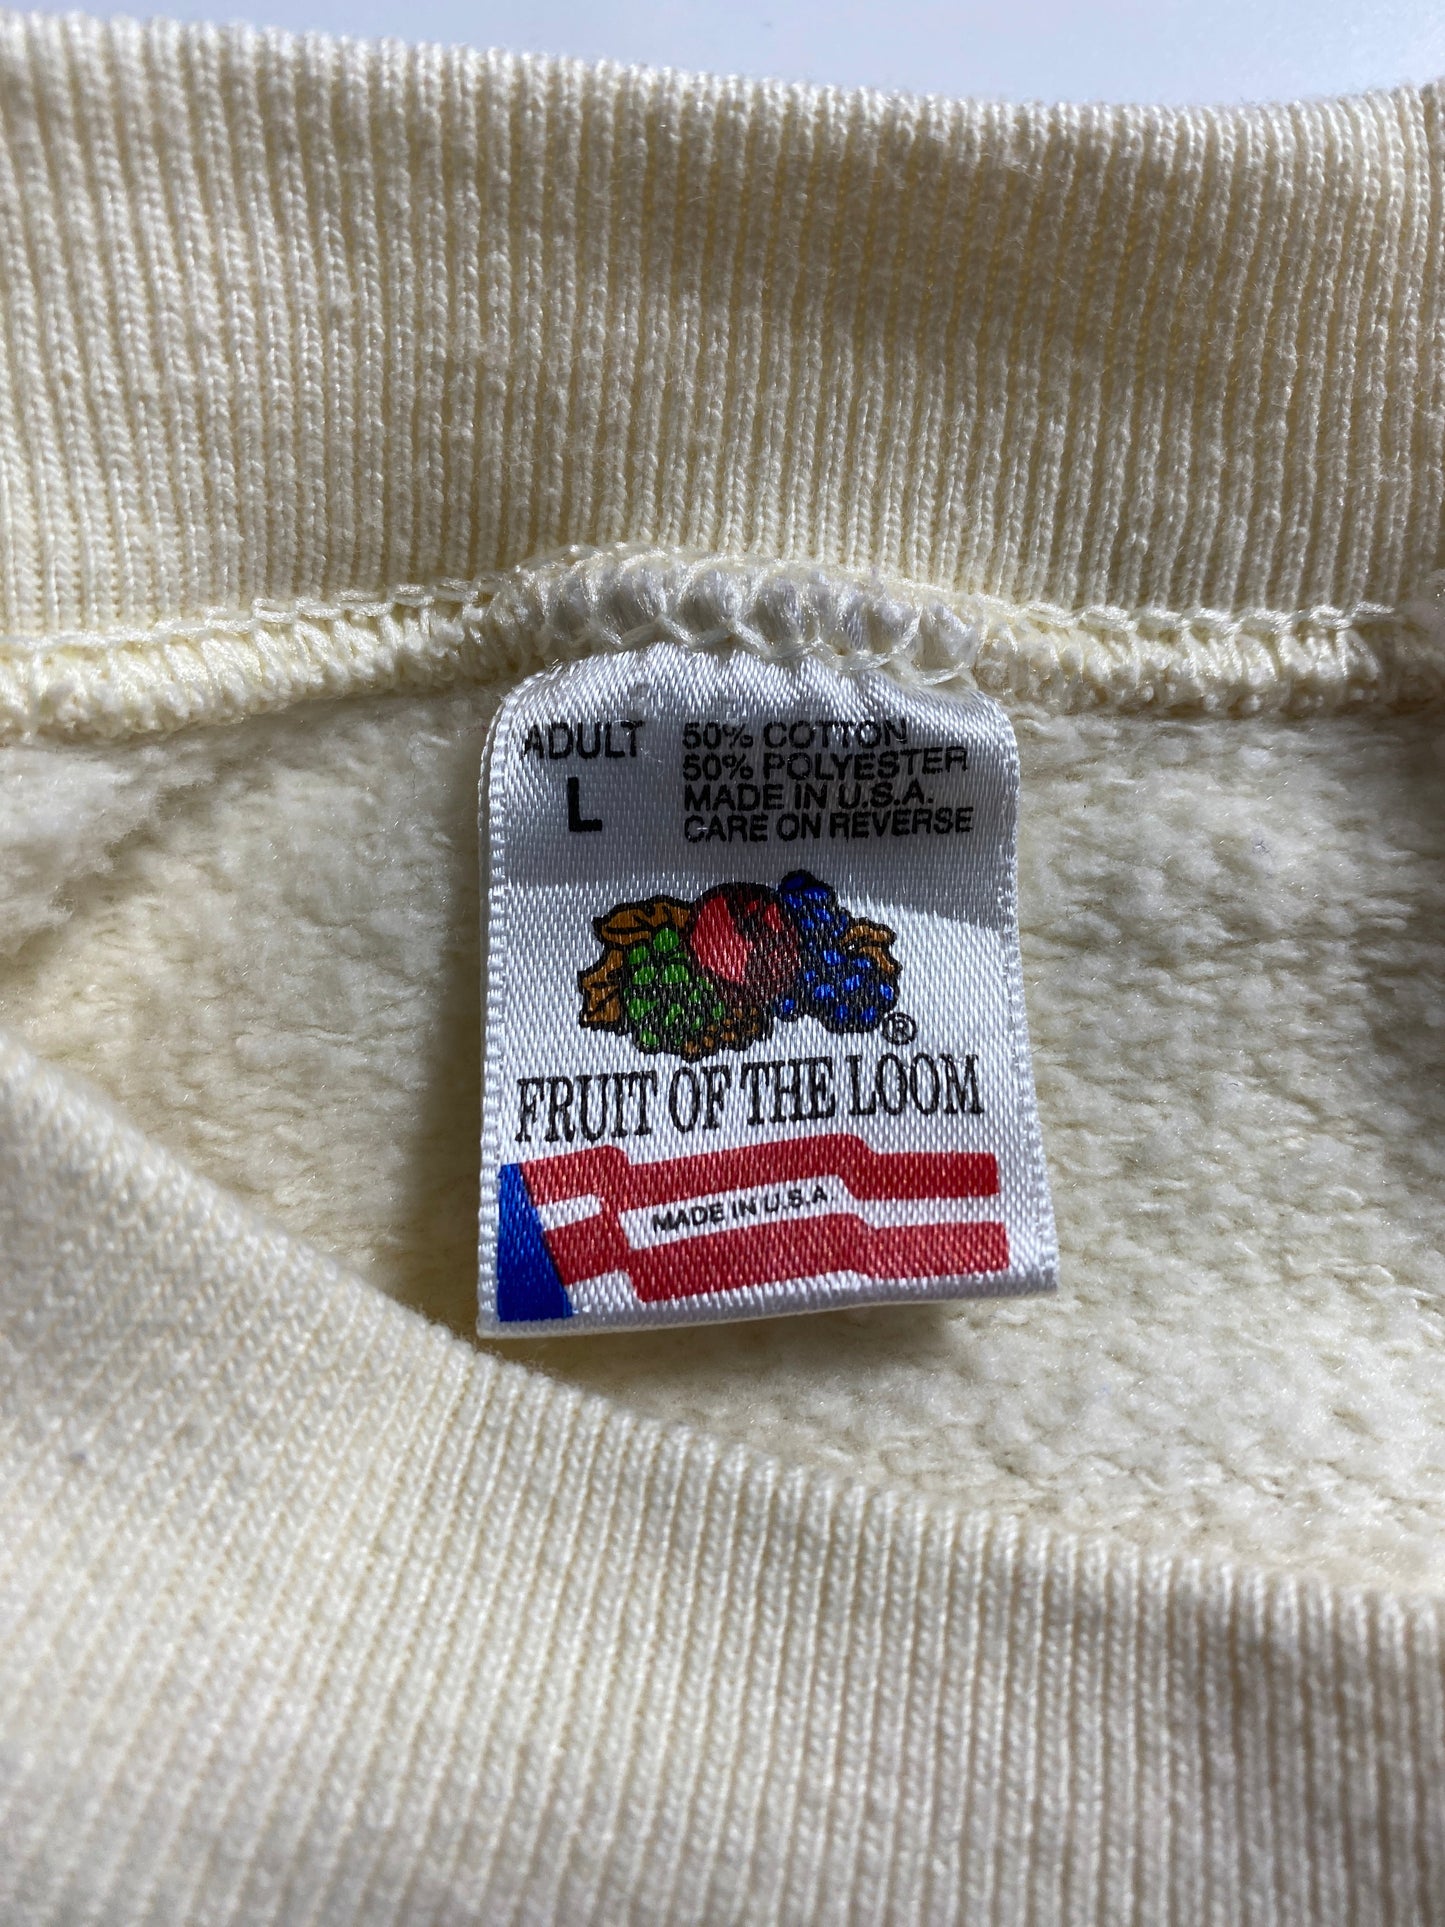 ADULT
L
50% COTTON
50% POLYESTER
MADE IN U.S.A.
CARE ON REVERSE
®
FRUIT OF THE LOOM
MADE IN U.S.A